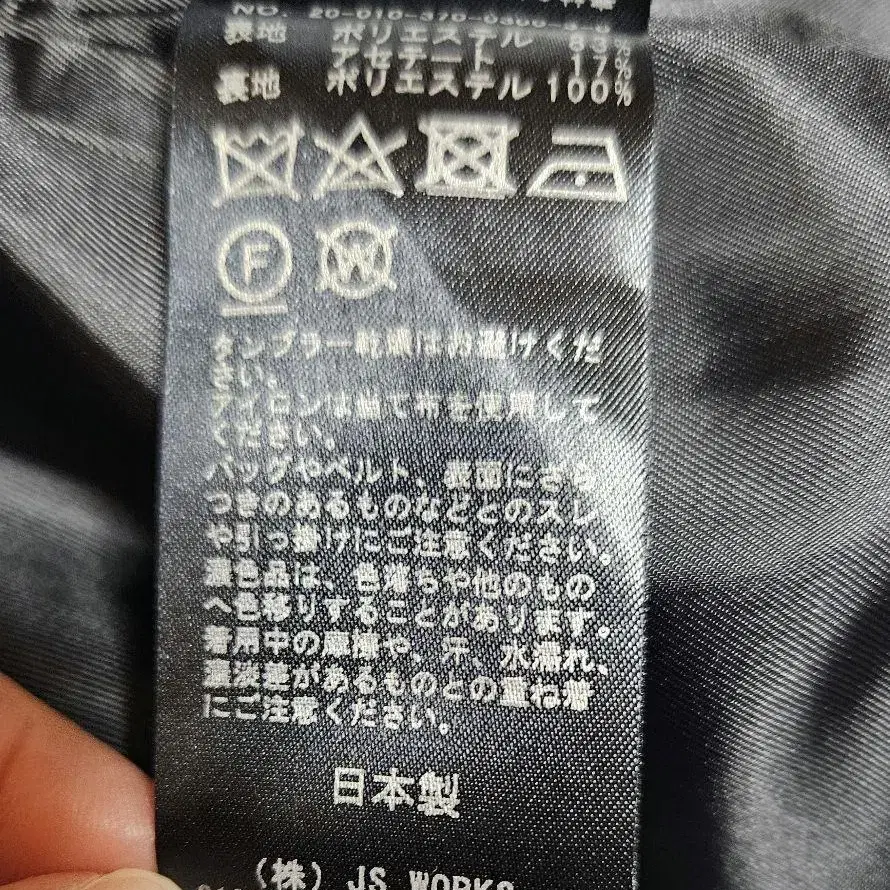 NO. 20-010-370-0300-
表地 ポリエステル 83%
アセテート 17%
裏地 ポリエステル 100%
F W
タンブラー乾燥はお避けくだ
さい。
アイロンは当て布を使用して
ください。
バッグやベルト、表面にざら
つきのあるものなどとのスレ
や引っ掛けにご注意ください。
濃色品は、色落ちや他のもの
へ色移りすることがあります。
着用中の摩擦や、汗、水濡れ、
濃淡差があるものとの重ね着
にご注意ください。
日本製
(株) JS WORKS